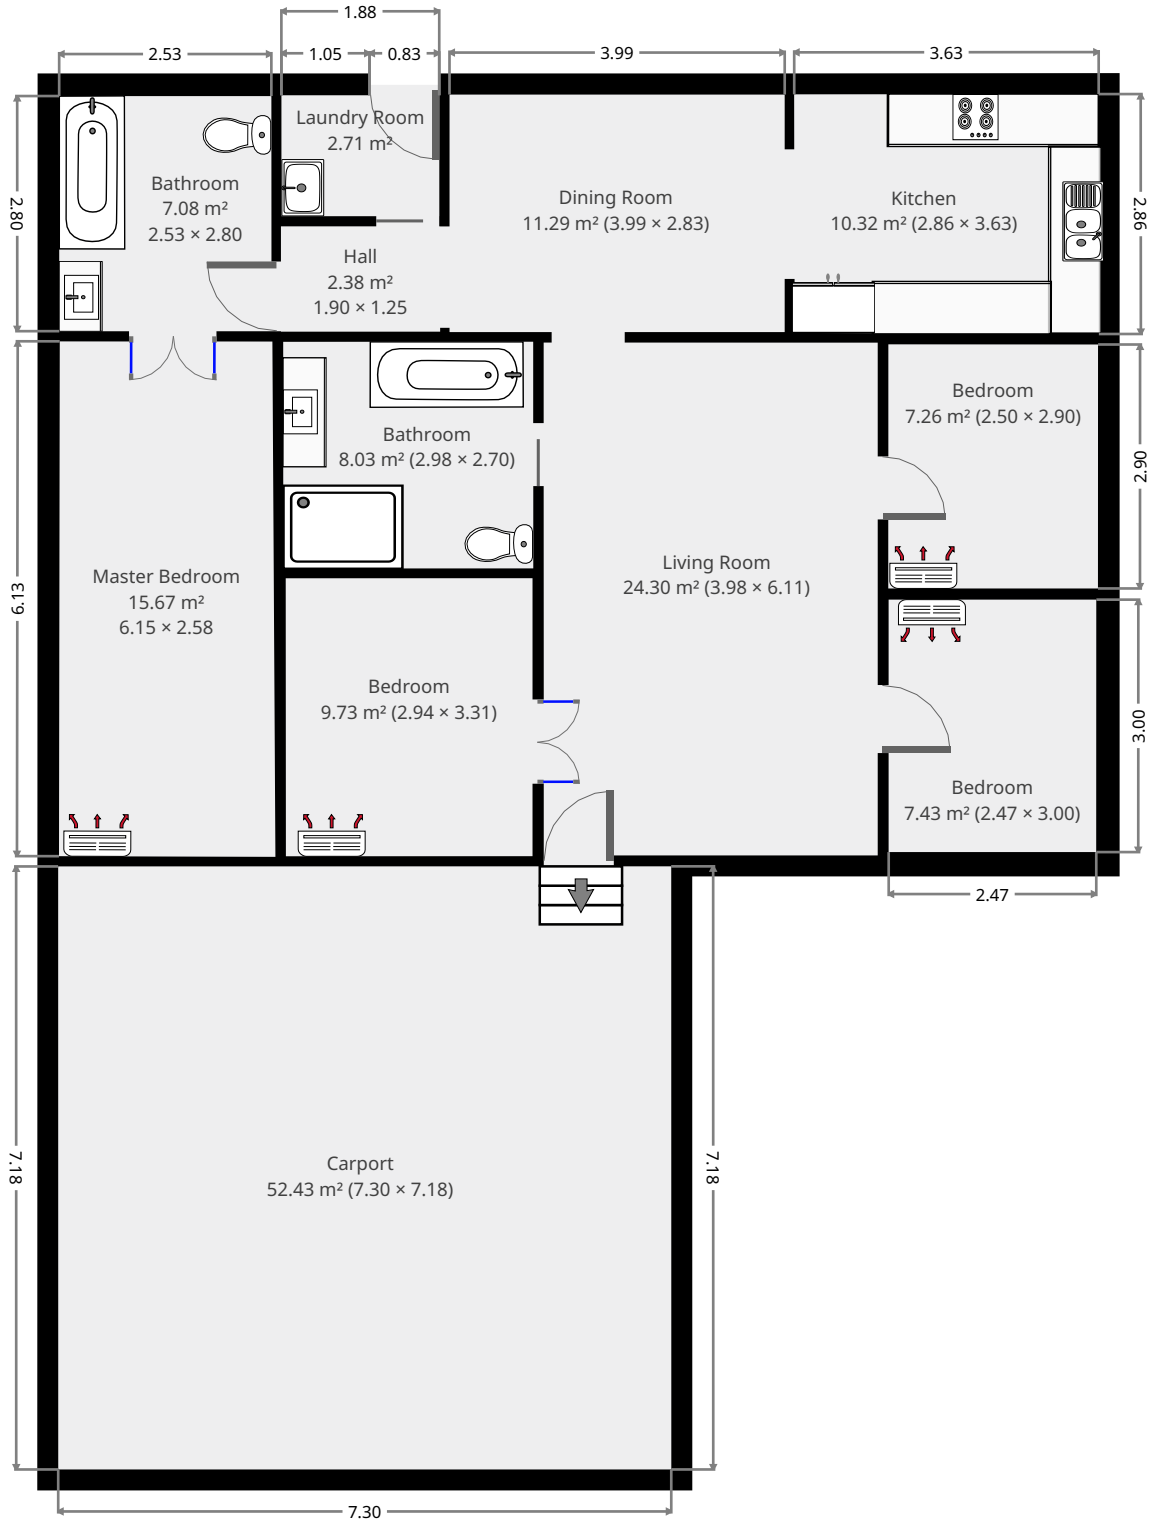 1.88
2.53
1.05
0.83
3.99
3.63
Laundry Room
2.71 m²
Bathroom
7.08 m²
2.53 × 2.80
Dining Room
11.29 m² (3.99 × 2.83)
Kitchen
10.32 m² (2.86 × 3.63)
2.80
2.86
Hall
2.38 m²
1.90 × 1.25
Bedroom
7.26 m² (2.50 × 2.90)
Bathroom
8.03 m² (2.98 × 2.70)
2.90
Living Room
24.30 m² (3.98 × 6.11)
Master Bedroom
15.67 m²
6.15 × 2.58
6.13
Bedroom
9.73 m² (2.94 × 3.31)
3.00
Bedroom
7.43 m² (2.47 × 3.00)
2.47
Carport
52.43 m² (7.30 × 7.18)
7.18
7.18
7.30